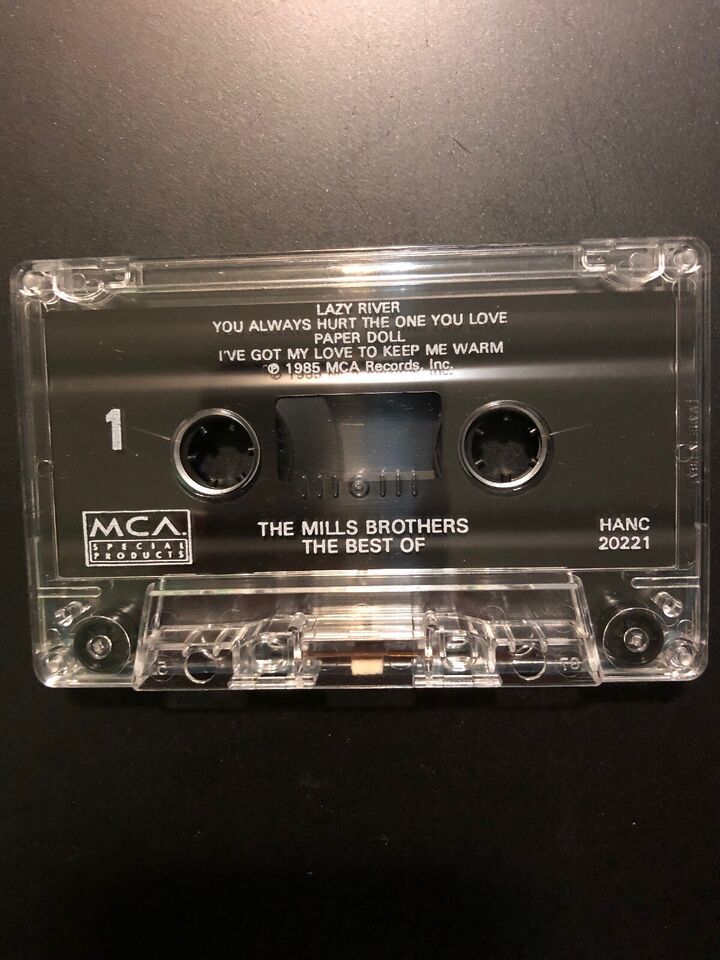 LAZY RIVER
YOU ALWAYS HURT THE ONE YOU LOVE
PAPER DOLL
I'VE GOT MY LOVE TO KEEP ME WARM
℗ 1985 MCA Records, Inc.
1
MCA.
SPECIAL
PRODUCTS
THE MILLS BROTHERS
THE BEST OF
HANC
20221